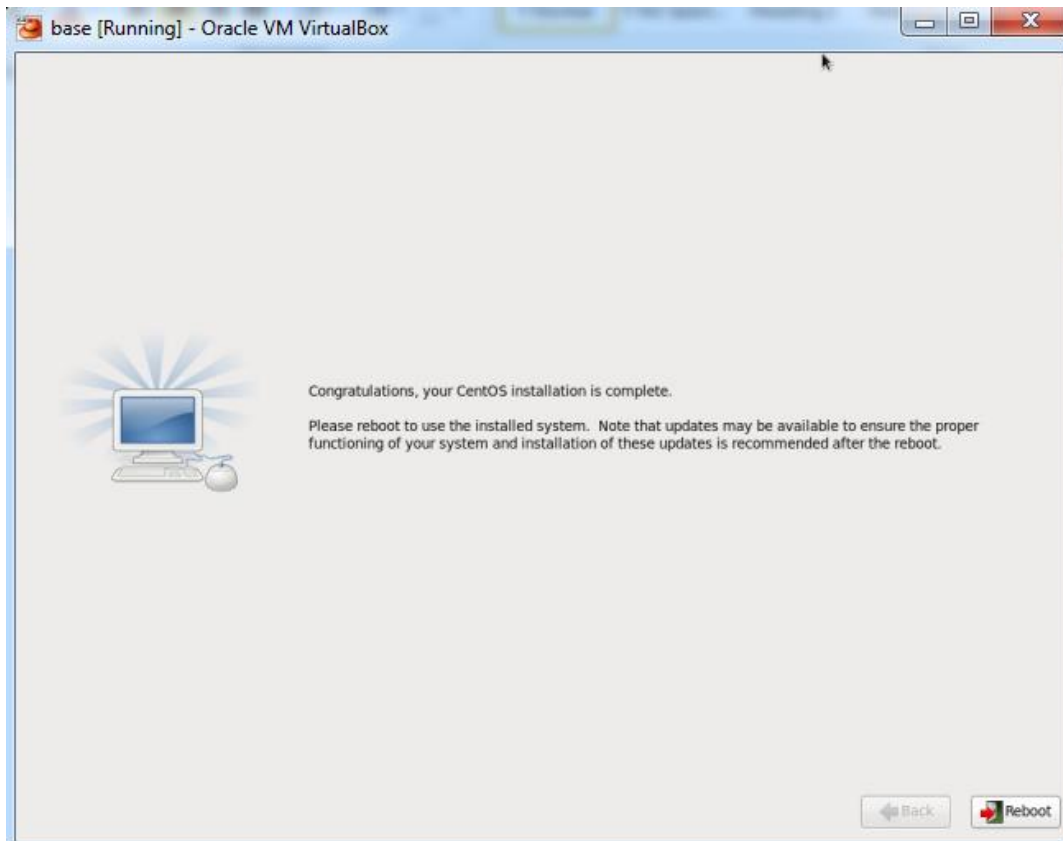 base [Running] - Oracle VM VirtualBox
Congratulations, your CentOS installation is complete.
Please reboot to use the installed system. Note that updates may be available to ensure the proper
functioning of your system and installation of these updates is recommended after the reboot.
Back
Reboot